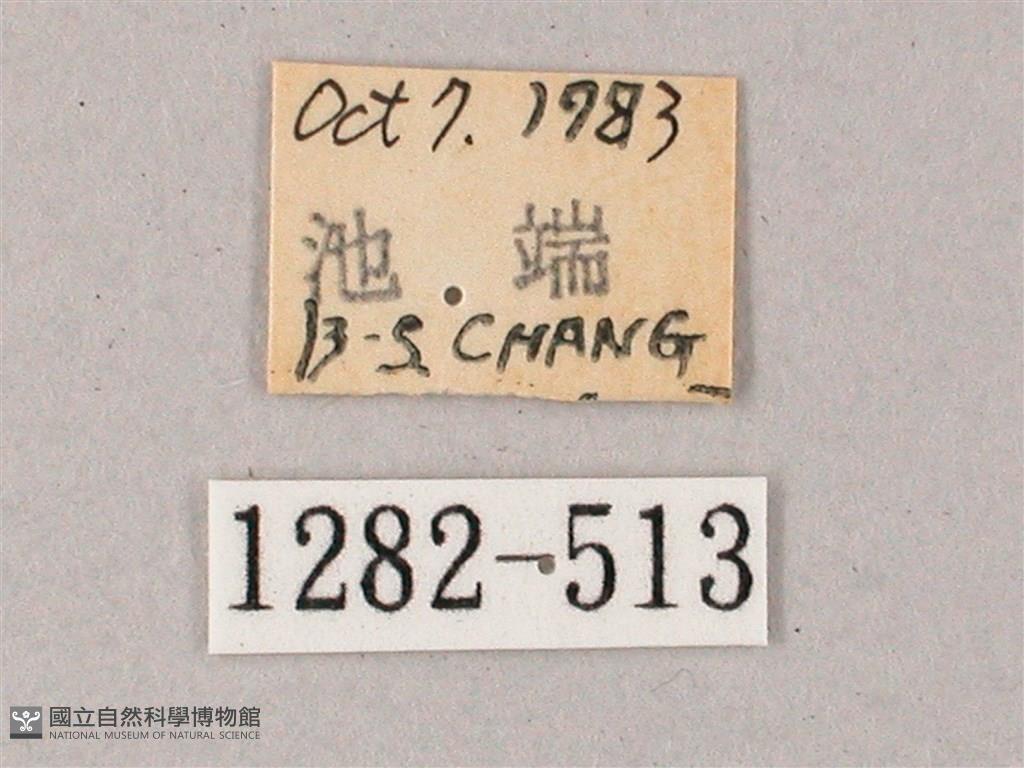 Oct 7. 1983
池 端
B-S CHANG
1282-513
國立自然科學博物館
NATIONAL MUSEUM OF NATURAL SCIENCE